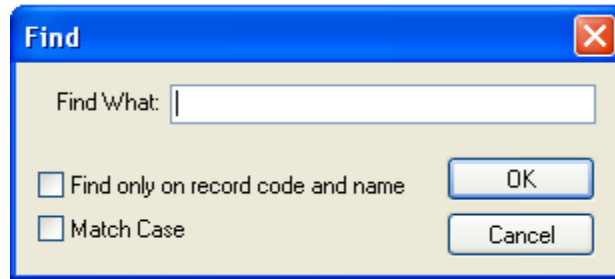 Find
Find What:
Find only on record code and name
OK
Match Case
Cancel